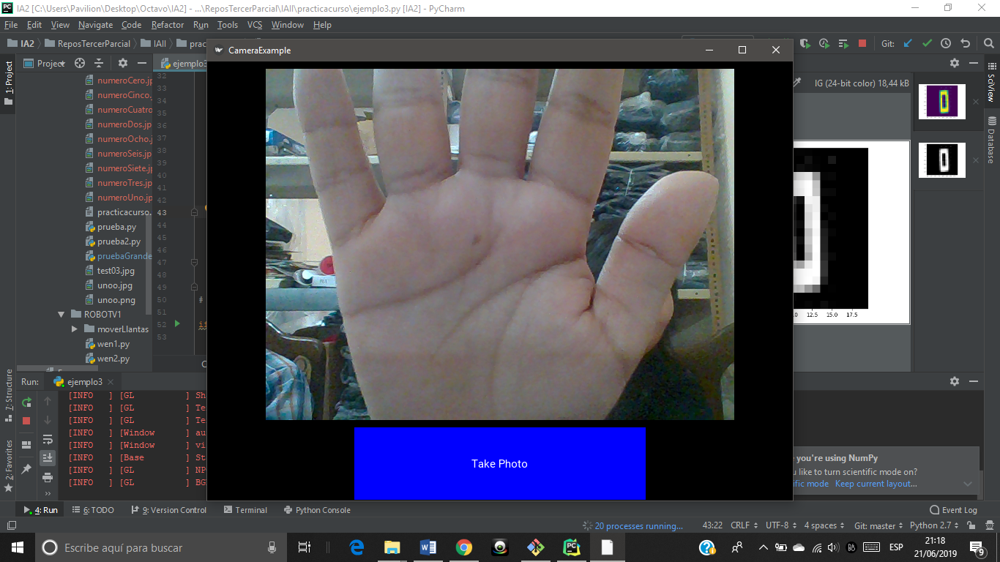 IA2 [C:\Users\Pavilion\Desktop\Octavo\IA2] - ...\ReposTercerParcial\IAII\practicacurso\ejemplo3.py [IA2] - PyCharm
File Edit View Navigate Code Refactor Run Tools VCS Window Help
IA2 ReposTercerParcial IAII prac Git:
CameraExample
1: Project
Project
ejemplo3
IG (24-bit color) 18,44 kB
SciView
Database
numeroCero.jp
numeroCinco.
numeroCuatro
numeroDos.jp
numeroOcho.j
numeroSeis.jp
numeroSiete.jp
numeroTres.jp
numeroUno.jp
practicacurso.
prueba.py
prueba2.py
pruebaGrande
test03.jpg
unoo.jpg
unoo.png
ROBOTV1
moverLlantas
wen1.py
wen2.py
32
33
34
35
36
37
38
39
40
41
42
43
44
45
46
47
48
49
50 #
51
52 if
53
12.5 15.0 17.5
Run: ejemplo3
[INFO ] [GL ] Sh
[INFO ] [GL ] Te
[INFO ] [GL ] Te
[INFO ] [Window ] au
[INFO ] [Window ] vi
[INFO ] [Base ] St
[INFO ] [GL ] NP
[INFO ] [GL ] BG
7: Structure
2: Favorites
Take Photo
you're using NumPy
u like to turn scientific mode on?
ific mode Keep current layout...
4: Run 6: TODO 9: Version Control Terminal Python Console Event Log
20 processes running... 43:22 CRLF UTF-8 4 spaces Git: master Python 2.7
Escribe aquí para buscar
ESP
21:18
21/06/2019
9